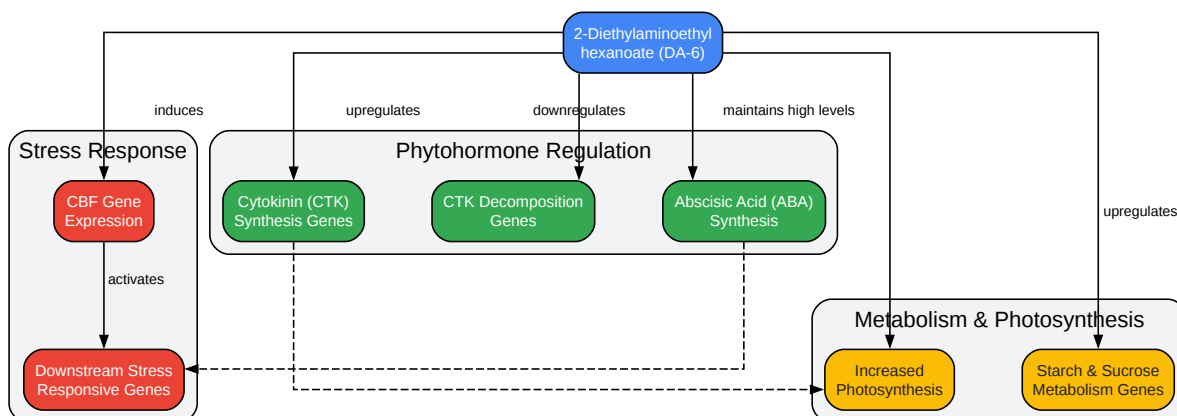 2-Diethylaminoethyl
hexanoate (DA-6)
induces
upregulates
downregulates
maintains high levels
Stress Response
Phytohormone Regulation
CBF Gene
Expression
Cytokinin (CTK)
Synthesis Genes
CTK Decomposition
Genes
Abscisic Acid (ABA)
Synthesis
upregulates
activates
Metabolism & Photosynthesis
Downstream Stress
Responsive Genes
Increased
Photosynthesis
Starch & Sucrose
Metabolism Genes